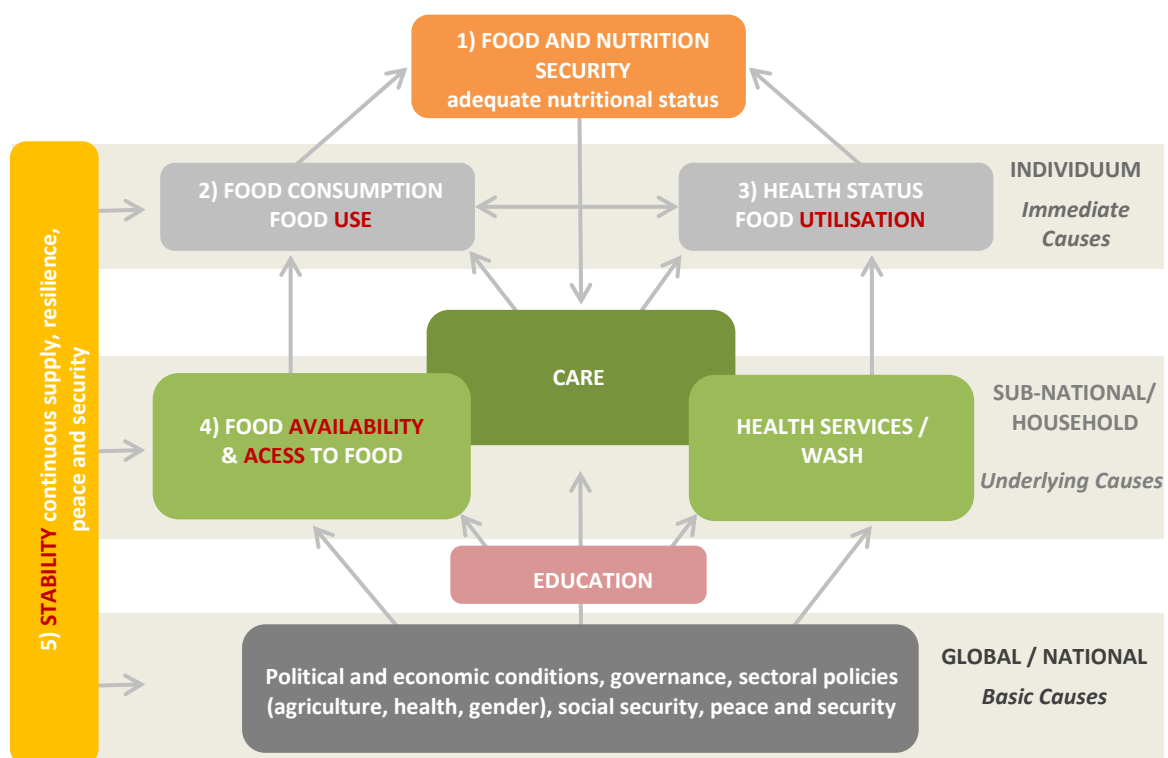 1) FOOD AND NUTRITION
SECURITY
adequate nutritional status
2) FOOD CONSUMPTION
FOOD USE
3) HEALTH STATUS
FOOD UTILISATION
INDIVIDUUM
Immediate
Causes
5) STABILITY continuous supply, resilience,
peace and security
CARE
4) FOOD AVAILABILITY
& ACESS TO FOOD
HEALTH SERVICES /
WASH
SUB-NATIONAL/
HOUSEHOLD
Underlying Causes
EDUCATION
Political and economic conditions, governance, sectoral policies
(agriculture, health, gender), social security, peace and security
GLOBAL / NATIONAL
Basic Causes